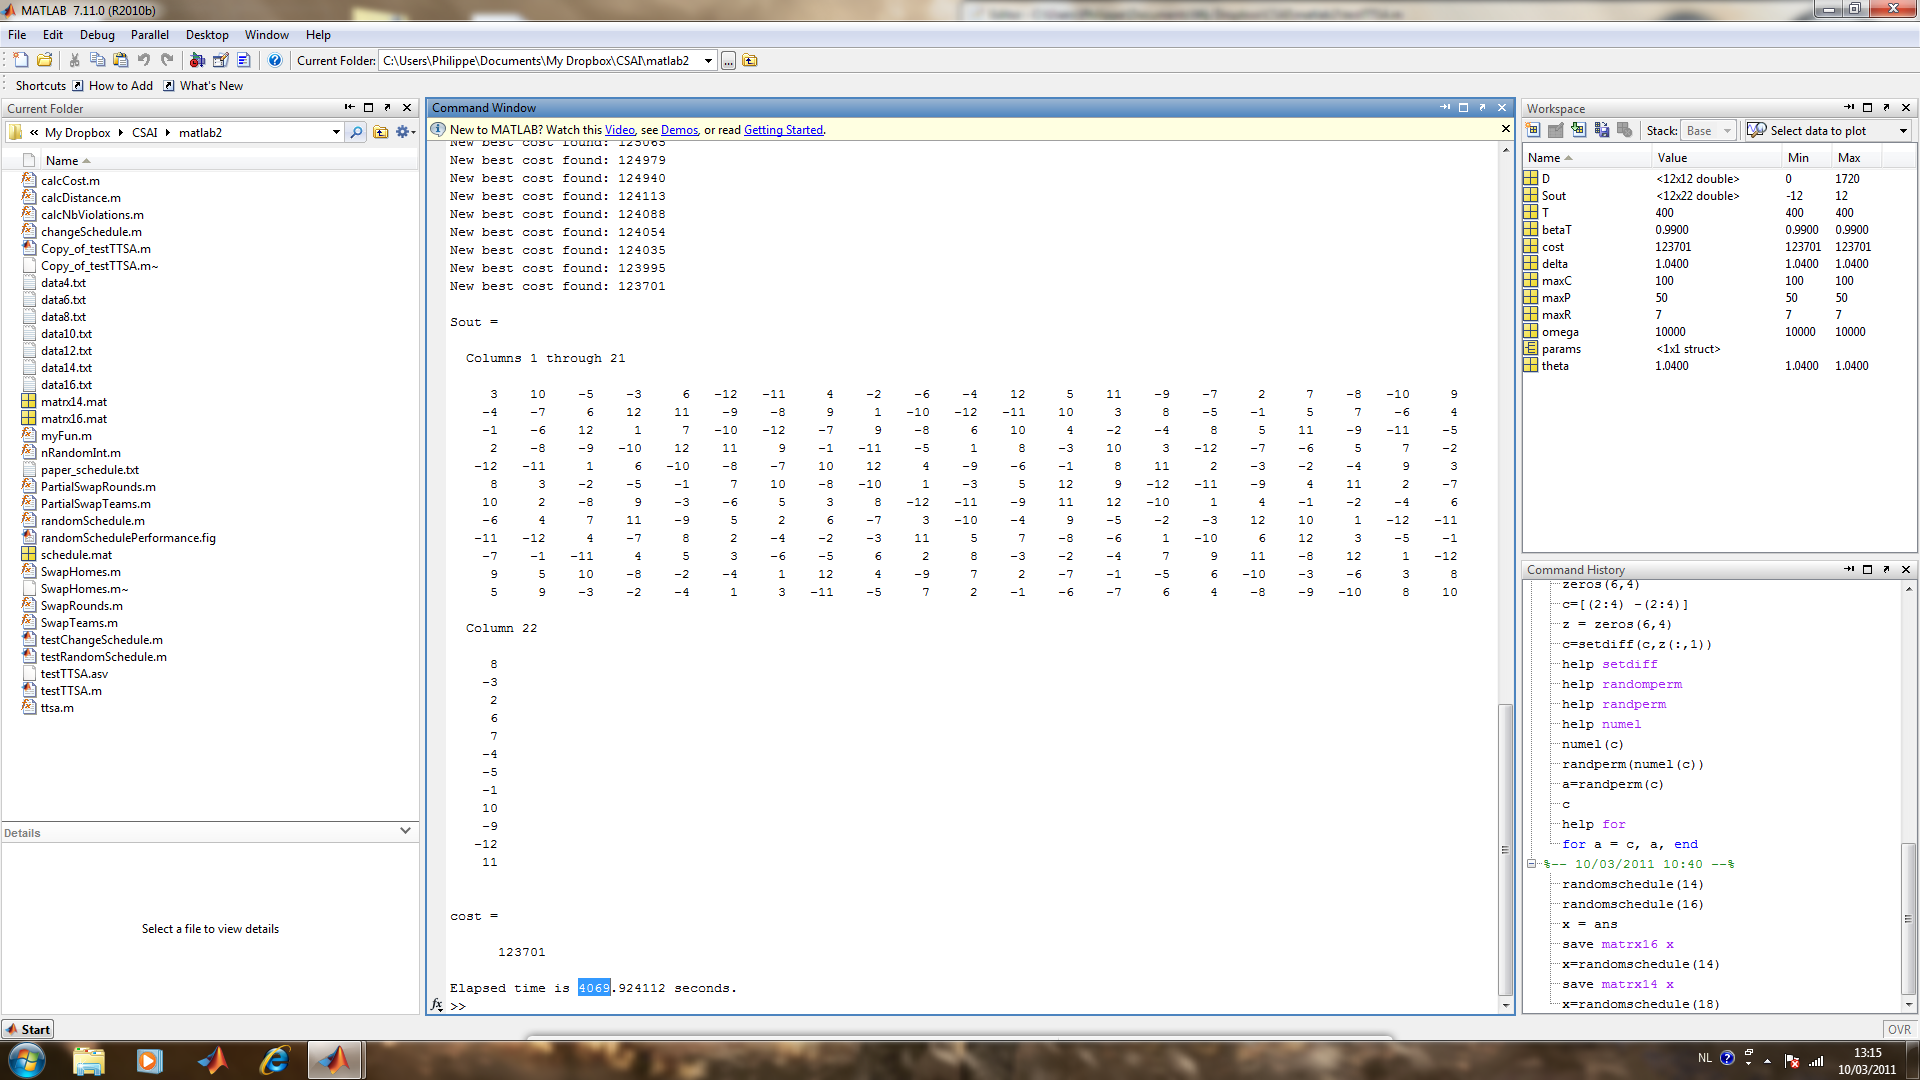 MATLAB 7.11.0 (R2010b)
File Edit Debug Parallel Desktop Window Help
Current Folder: C:\Users\Philippe\Documents\My Dropbox\CSAI\matlab2
Shortcuts How to Add What's New
Current Folder
« My Dropbox CSAI matlab2
Name
calcCost.m
calcDistance.m
calcNbViolations.m
changeSchedule.m
Copy_of_testTTSA.m
Copy_of_testTTSA.m~
data4.txt
data6.txt
data8.txt
data10.txt
data12.txt
data14.txt
data16.txt
matrx14.mat
matrx16.mat
myFun.m
nRandomInt.m
paper_schedule.txt
PartialSwapRounds.m
PartialSwapTeams.m
randomSchedule.m
randomSchedulePerformance.fig
schedule.mat
SwapHomes.m
SwapHomes.m~
SwapRounds.m
SwapTeams.m
testChangeSchedule.m
testRandomSchedule.m
testTTSA.asv
testTTSA.m
ttsa.m
Details
Select a file to view details
Command Window
New to MATLAB? Watch this Video, see Demos, or read Getting Started.
New best cost found: 125065
New best cost found: 124979
New best cost found: 124940
New best cost found: 124113
New best cost found: 124088
New best cost found: 124054
New best cost found: 124035
New best cost found: 123995
New best cost found: 123701
Sout =
Columns 1 through 21
3 10 -5 -3 6 -12 -11 4 -2 -6 -4 12 5 11 -9 -7 2 7 -8 -10 9
-4 -7 6 12 11 -9 -8 9 1 -10 -12 -11 10 3 8 -5 -1 5 7 -6 4
-1 -6 12 1 7 -10 -12 -7 9 -8 6 10 4 -2 -4 8 5 11 -9 -11 -5
2 -8 -9 -10 12 11 9 -1 -11 -5 1 8 -3 10 3 -12 -7 -6 5 7 -2
-12 -11 1 6 -10 -8 -7 10 12 4 -9 -6 -1 8 11 2 -3 -2 -4 9 3
8 3 -2 -5 -1 7 10 -8 -10 1 -3 5 12 9 -12 -11 -9 4 11 2 -7
10 2 -8 9 -3 -6 5 3 8 -12 -11 -9 11 12 -10 1 4 -1 -2 -4 6
-6 4 7 11 -9 5 2 6 -7 3 -10 -4 9 -5 -2 -3 12 10 1 -12 -11
-11 -12 4 -7 8 2 -4 -2 -3 11 5 7 -8 -6 1 -10 6 12 3 -5 -1
-7 -1 -11 4 5 3 -6 -5 6 2 8 -3 -2 -4 7 9 11 -8 12 1 -12
9 5 10 -8 -2 -4 1 12 4 -9 7 2 -7 -1 -5 6 -10 -3 -6 3 8
5 9 -3 -2 -4 1 3 -11 -5 7 2 -1 -6 -7 6 4 -8 -9 -10 8 10
Column 22
8
-3
2
6
7
-4
-5
-1
10
-9
-12
11
cost =
123701
Elapsed time is 4069.924112 seconds.
fx >>
Workspace
Stack: Base Select data to plot
Name Value Min Max
D <12x12 double> 0 1720
Sout <12x22 double> -12 12
T 400 400 400
betaT 0.9900 0.9900 0.9900
cost 123701 123701 123701
delta 1.0400 1.0400 1.0400
maxC 100 100 100
maxP 50 50 50
maxR 7 7 7
omega 10000 10000 10000
params <1x1 struct>
theta 1.0400 1.0400 1.0400
Command History
zeros(6,4)
c=[(2:4) -(2:4)]
z = zeros(6,4)
c=setdiff(c,z(:,1))
help setdiff
help randomperm
help randperm
help numel
numel(c)
randperm(numel(c))
a=randperm(c)
c
help for
for a = c, a, end
%-- 10/03/2011 10:40 --%
randomschedule(14)
randomschedule(16)
x = ans
save matrx16 x
x=randomschedule(14)
save matrx14 x
x=randomschedule(18)
Start
OVR
NL
13:15
10/03/2011